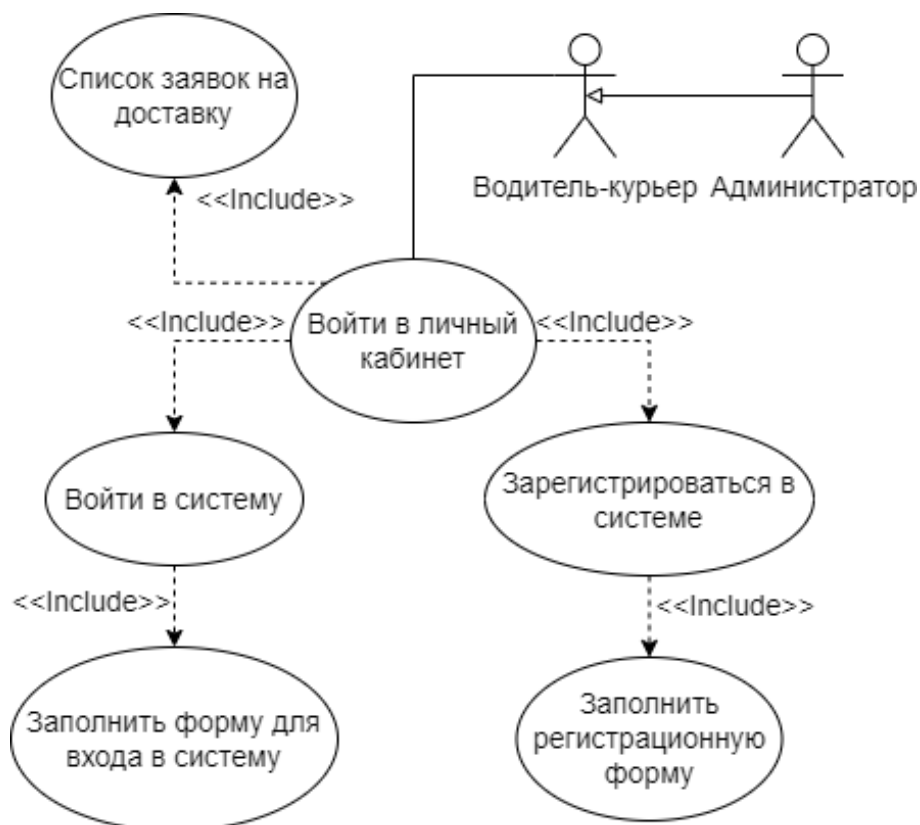 Список заявок на
доставку
Водитель-курьер
Администратор
<<Include>>
<<Include>>
Войти в личный
кабинет
<<Include>>
Войти в систему
Зарегистрироваться в
системе
<<Include>>
<<Include>>
Заполнить форму для
входа в систему
Заполнить
регистрационную
форму